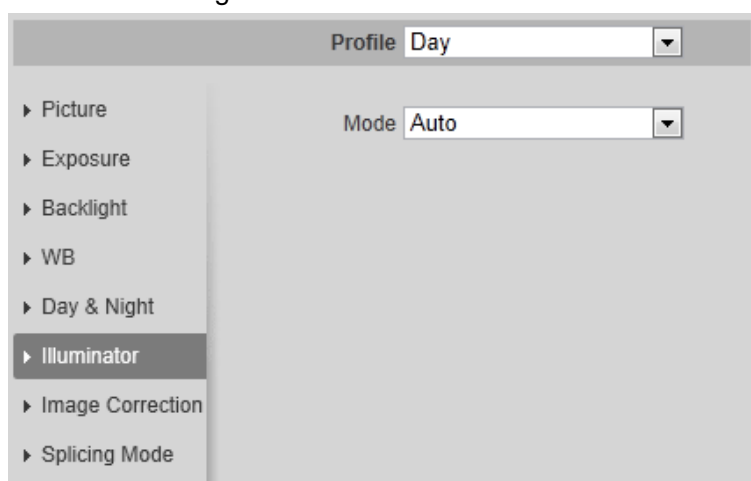 Profile Day
Mode Auto
Picture
Exposure
Backlight
WB
Day & Night
Illuminator
Image Correction
Splicing Mode